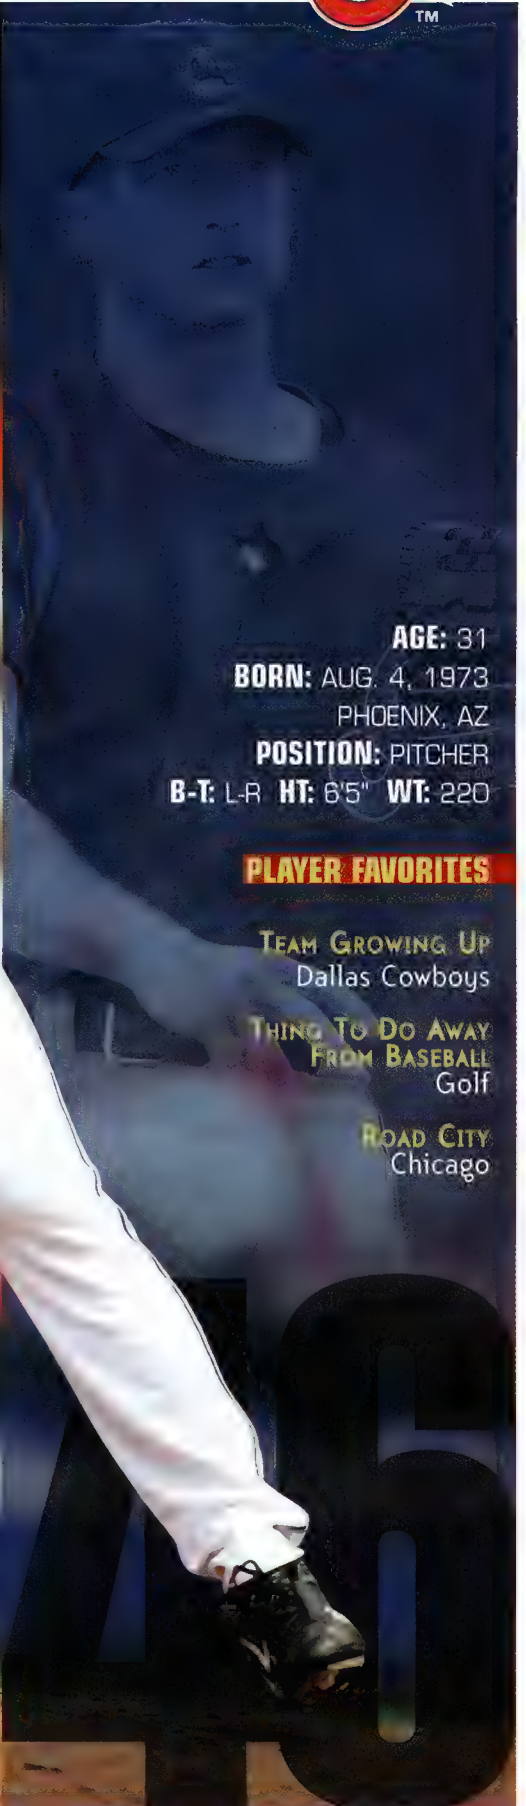 TM
AGE: 31
BORN: AUG. 4, 1973
PHOENIX, AZ
POSITION: PITCHER
B-T: L-R HT: 6'5" WT: 220
PLAYER FAVORITES
TEAM GROWING UP
Dallas Cowboys
THING TO DO AWAY
FROM BASEBALL
Golf
ROAD CITY
Chicago
46